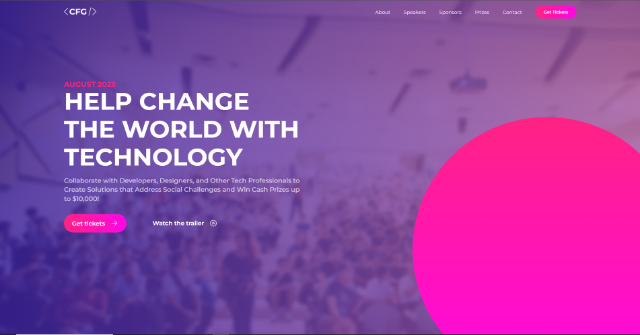 <CFG/>
About Speakers Sponsors Prizes Contact Get Tickets
AUGUST 2023
HELP CHANGE
THE WORLD WITH
TECHNOLOGY
Collaborate with Developers, Designers, and Other Tech Professionals to
Create Solutions that Address Social Challenges and Win Cash Prizes up
to $10,000!
Get tickets
Watch the trailer